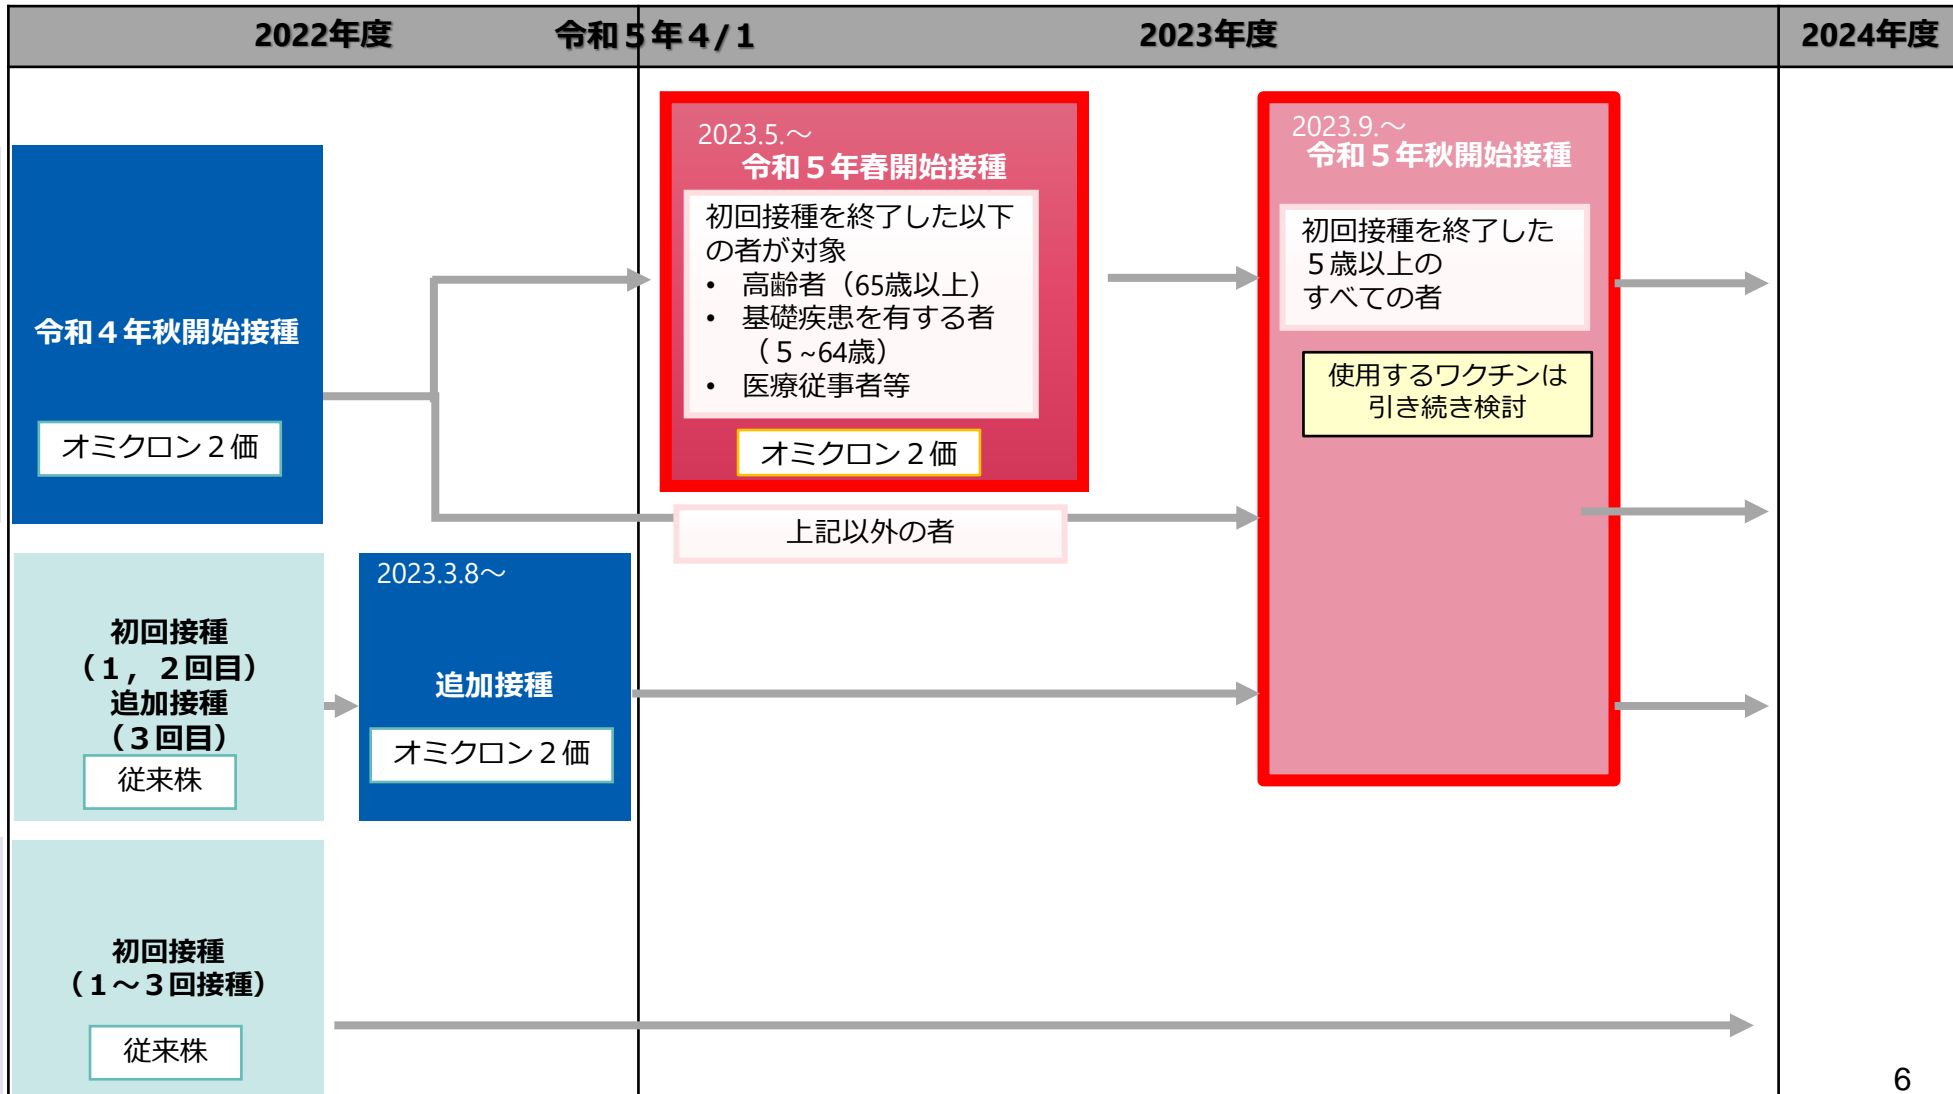 2022年度
令和５年４/１
2023年度
2024年度
令和４年秋開始接種
オミクロン２価
2023.5.～
令和５年春開始接種
初回接種を終了した以下
の者が対象
• 高齢者（65歳以上）
• 基礎疾患を有する者
（５~64歳）
• 医療従事者等
オミクロン２価
上記以外の者
2023.9.～
令和５年秋開始接種
初回接種を終了した
５歳以上の
すべての者
使用するワクチンは
引き続き検討
初回接種
（１，２回目）
追加接種
（３回目）
従来株
2023.3.8～
追加接種
オミクロン２価
初回接種
（１～３回接種）
従来株
6